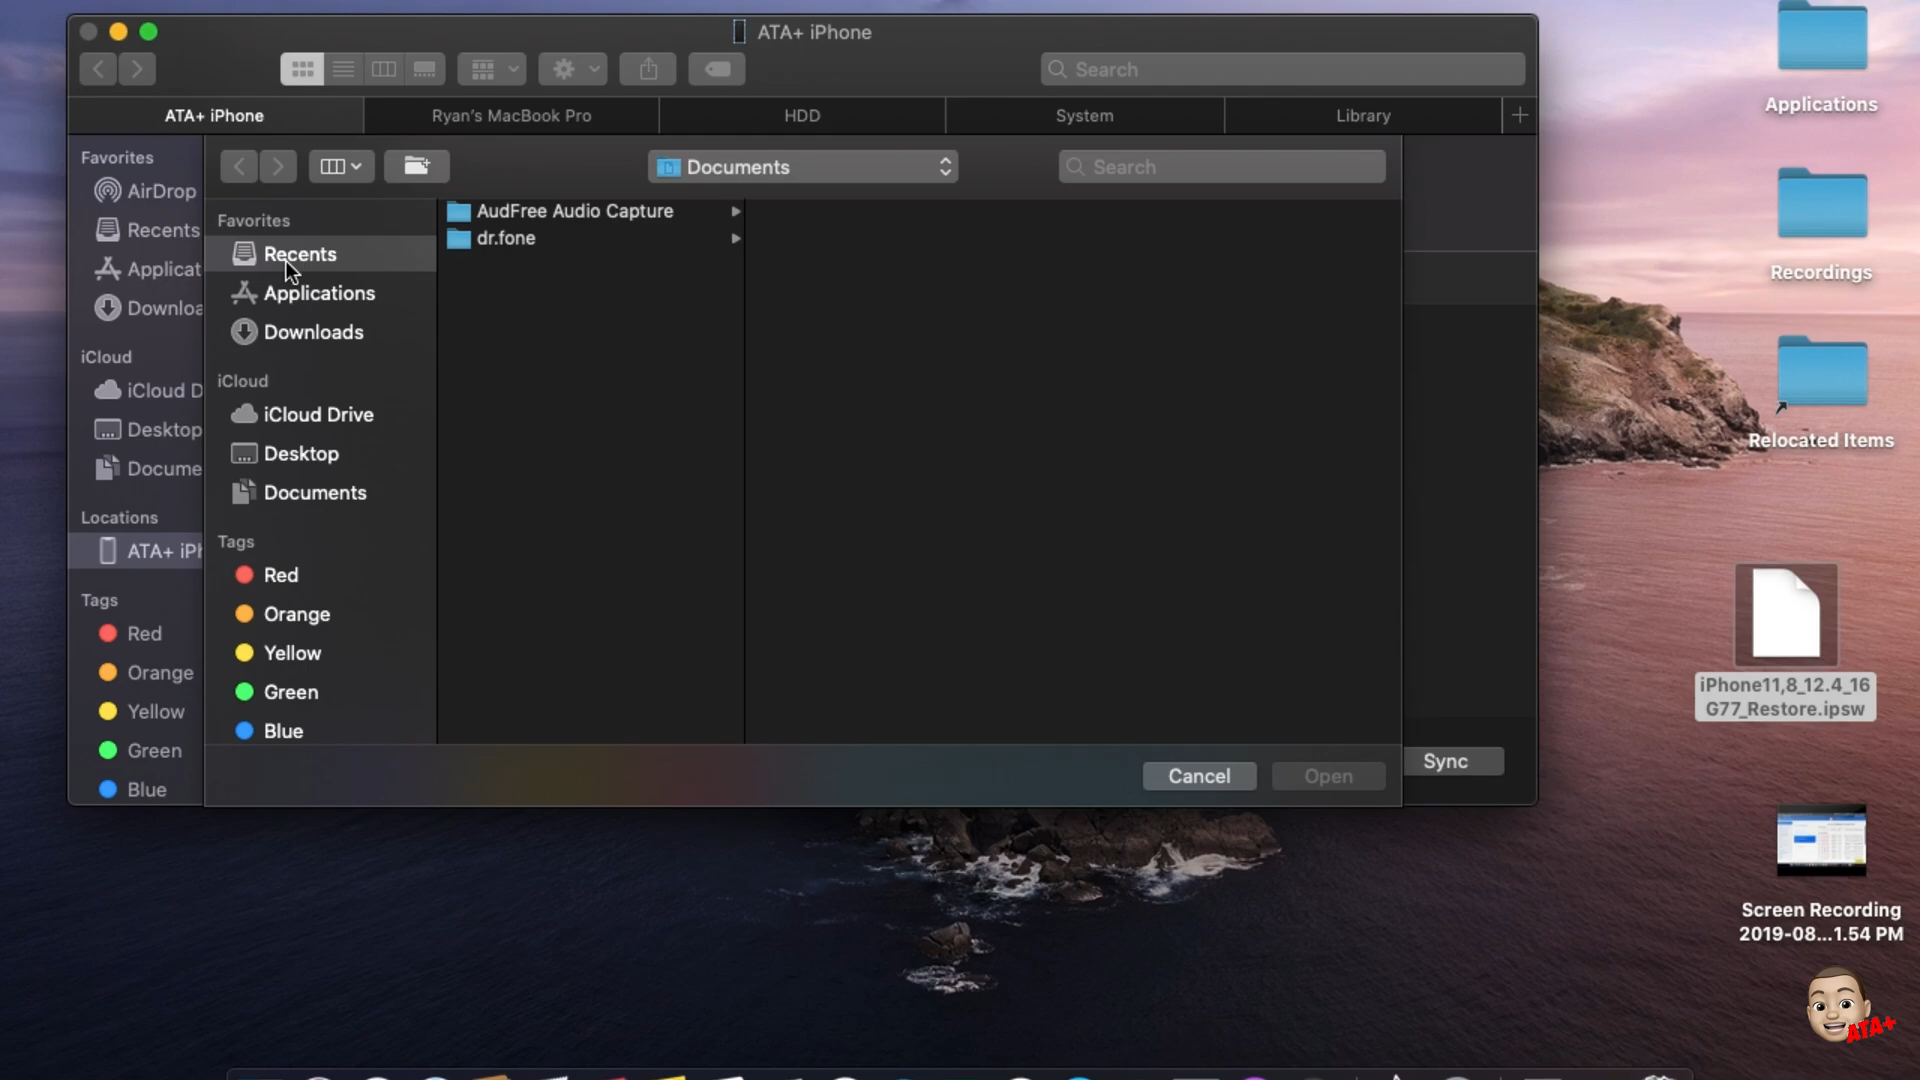 ATA+ iPhone
Search
ATA+ iPhone
Ryan's MacBook Pro
HDD
System
Library
Favorites
AirDrop
Recents
Applicat
Downloa
iCloud
iCloud D
Desktop
Docume
Locations
ATA+ iPh
Tags
Red
Orange
Yellow
Green
Blue
Documents
Search
Favorites
Recents
Applications
Downloads
iCloud
iCloud Drive
Desktop
Documents
Tags
Red
Orange
Yellow
Green
Blue
AudFree Audio Capture
dr.fone
Cancel
Open
Sync
Applications
Recordings
Relocated Items
iPhone11,8_12.4_16
G77_Restore.ipsw
Screen Recording
2019-08...1.54 PM
ATA+